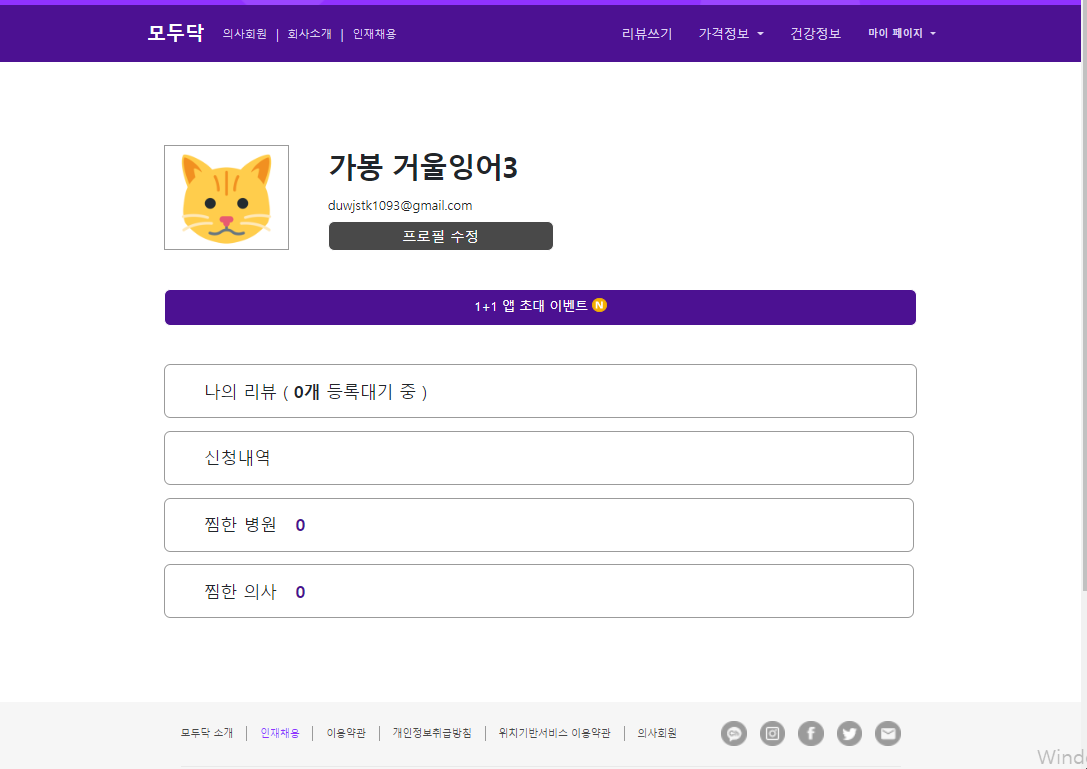 모두닥 의사회원 | 회사소개 | 인재채용 리뷰쓰기 가격정보 건강정보 마이 페이지
가봉 거울잉어3
duwjstk1093@gmail.com
프로필 수정
1+1 앱 초대 이벤트 N
나의 리뷰 ( 0개 등록대기 중 )
신청내역
찜한 병원 0
찜한 의사 0
모두닥 소개 | 인재채용 | 이용약관 | 개인정보취급방침 | 위치기반서비스 이용약관 | 의사회원